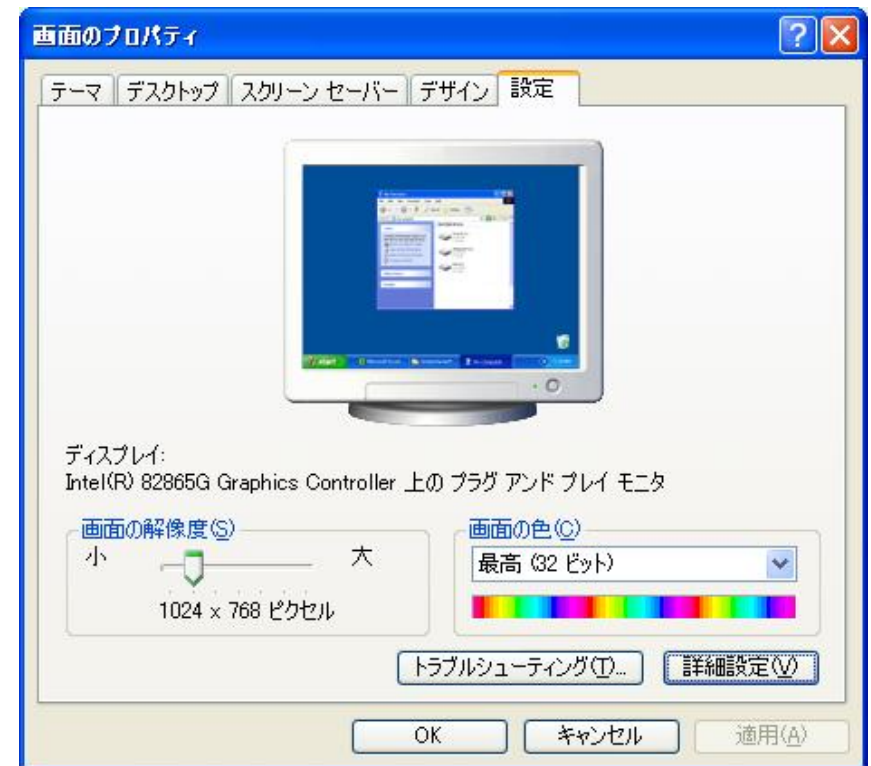 画面のプロパティ
テーマ デスクトップ スクリーン セーバー デザイン 設定
start
ディスプレイ:
Intel(R) 82865G Graphics Controller 上の プラグ アンド プレイ モニタ
画面の解像度(S) 画面の色(C)
小 大 最高 (32 ビット)
1024 x 768 ピクセル
トラブルシューティング(T)... 詳細設定(V)
OK キャンセル 適用(A)